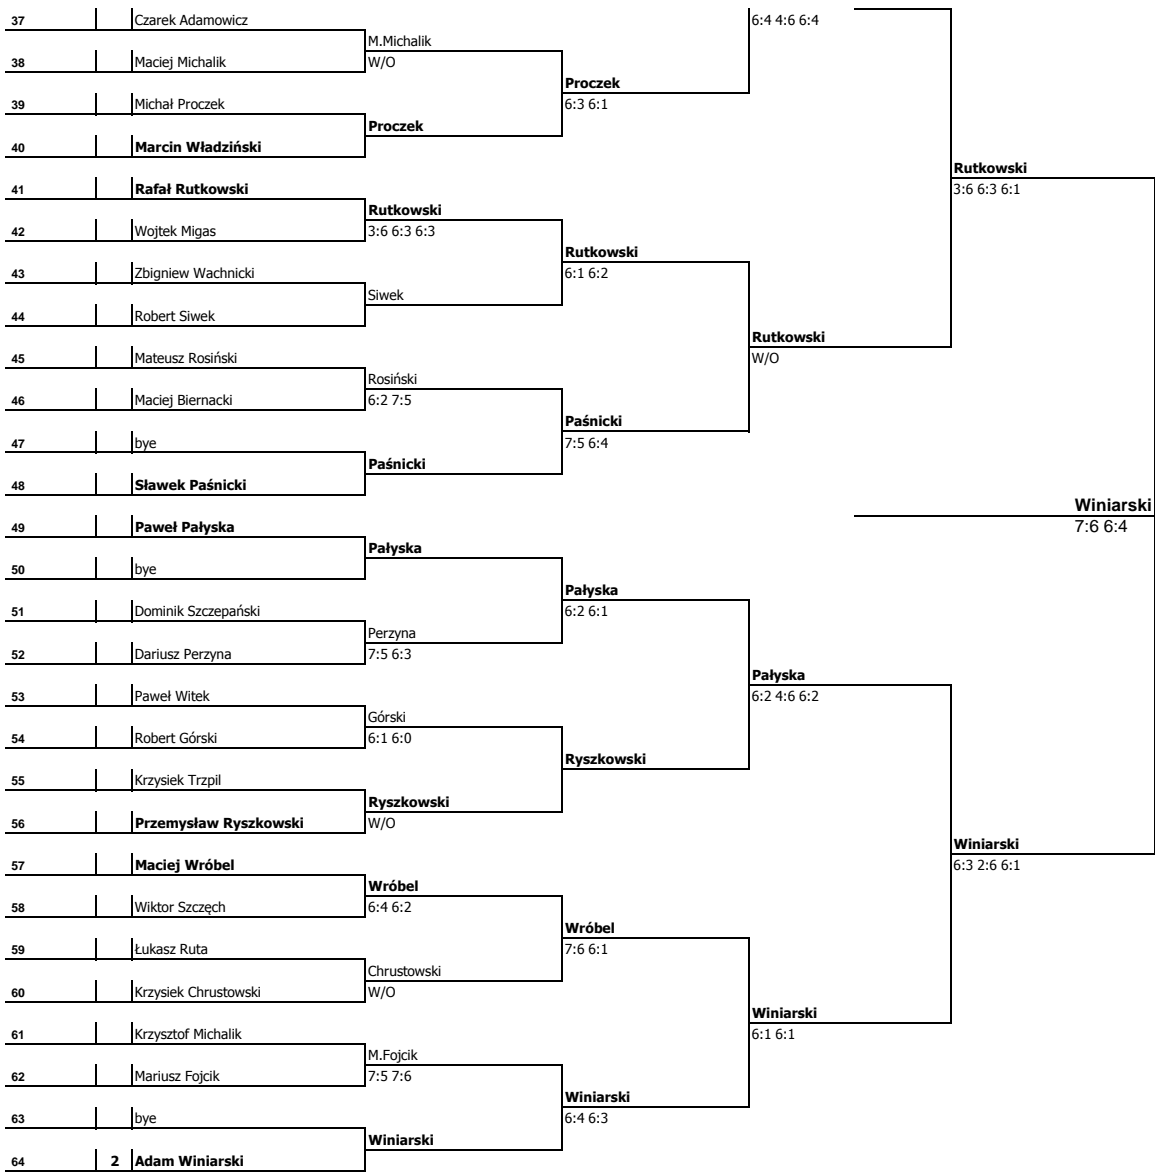 37 Czarek Adamowicz 6:4 4:6 6:4
M.Michalik
38 Maciej Michalik W/O
Proczek
39 Michał Proczek 6:3 6:1
Proczek
40 Marcin Władziński
Rutkowski
41 Rafał Rutkowski 3:6 6:3 6:1
Rutkowski
42 Wojtek Migas 3:6 6:3 6:3
Rutkowski
43 Zbigniew Wachnicki 6:1 6:2
Siwek
44 Robert Siwek
Rutkowski
45 Mateusz Rosiński W/O
Rosiński
46 Maciej Biernacki 6:2 7:5
Paśnicki
47 bye 7:5 6:4
Paśnicki
48 Sławek Paśnicki
Winiarski
49 Paweł Pałyska 7:6 6:4
Pałyska
50 bye
Pałyska
51 Dominik Szczepański 6:2 6:1
Perzyna
52 Dariusz Perzyna 7:5 6:3
Pałyska
53 Paweł Witek 6:2 4:6 6:2
Górski
54 Robert Górski 6:1 6:0
Ryszkowski
55 Krzysiek Trzpil
Ryszkowski
56 Przemysław Ryszkowski W/O
Winiarski
57 Maciej Wróbel 6:3 2:6 6:1
Wróbel
58 Wiktor Szczęch 6:4 6:2
Wróbel
59 Łukasz Ruta 7:6 6:1
Chrustowski
60 Krzysiek Chrustowski W/O
Winiarski
61 Krzysztof Michalik 6:1 6:1
M.Fojcik
62 Mariusz Fojcik 7:5 7:6
Winiarski
63 bye 6:4 6:3
Winiarski
64 2 Adam Winiarski